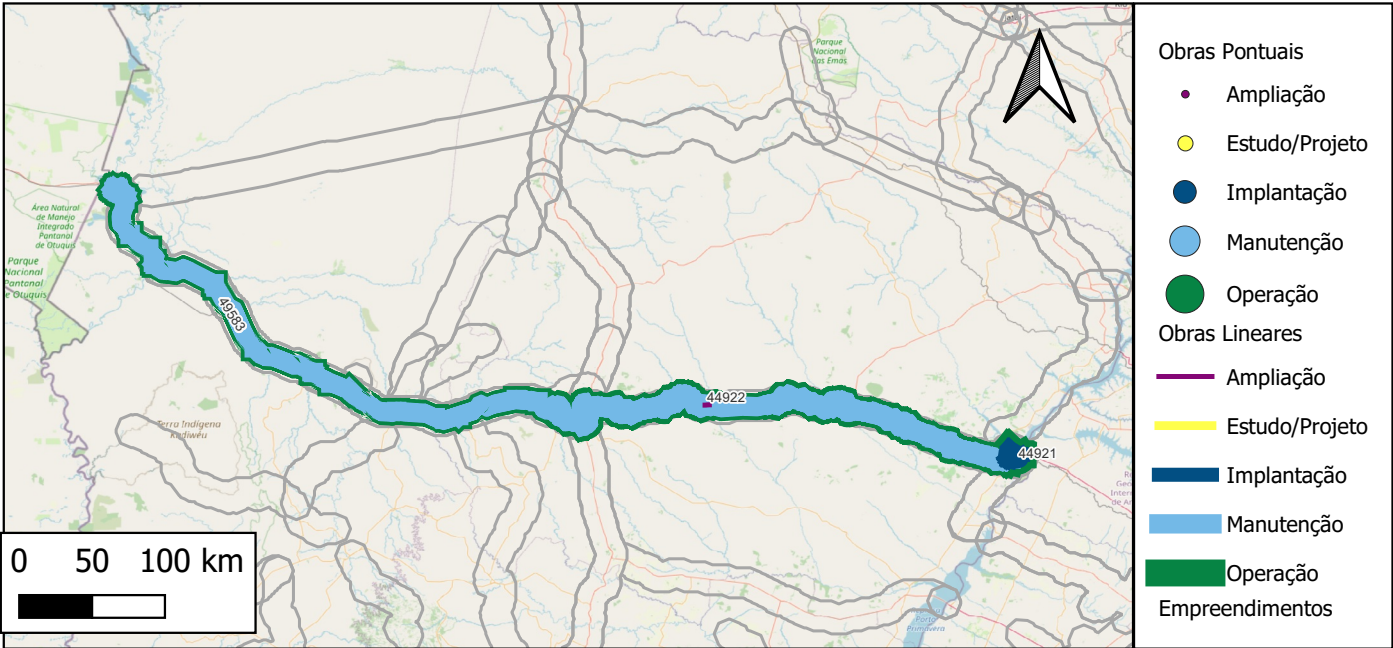 Parque
Nacional
das Emas
Área Natural
de Manejo
Integrado
Pantanal
de Otuquis
Parque
Nacional
Pantanal
e Otuquis
49583
44922
44921
Terra Indígena
Kadiwéu
Porto
Primavera
0 50 100 km
Obras Pontuais
Ampliação
Estudo/Projeto
Implantação
Manutenção
Operação
Obras Lineares
Ampliação
Estudo/Projeto
Implantação
Manutenção
Operação
Empreendimentos